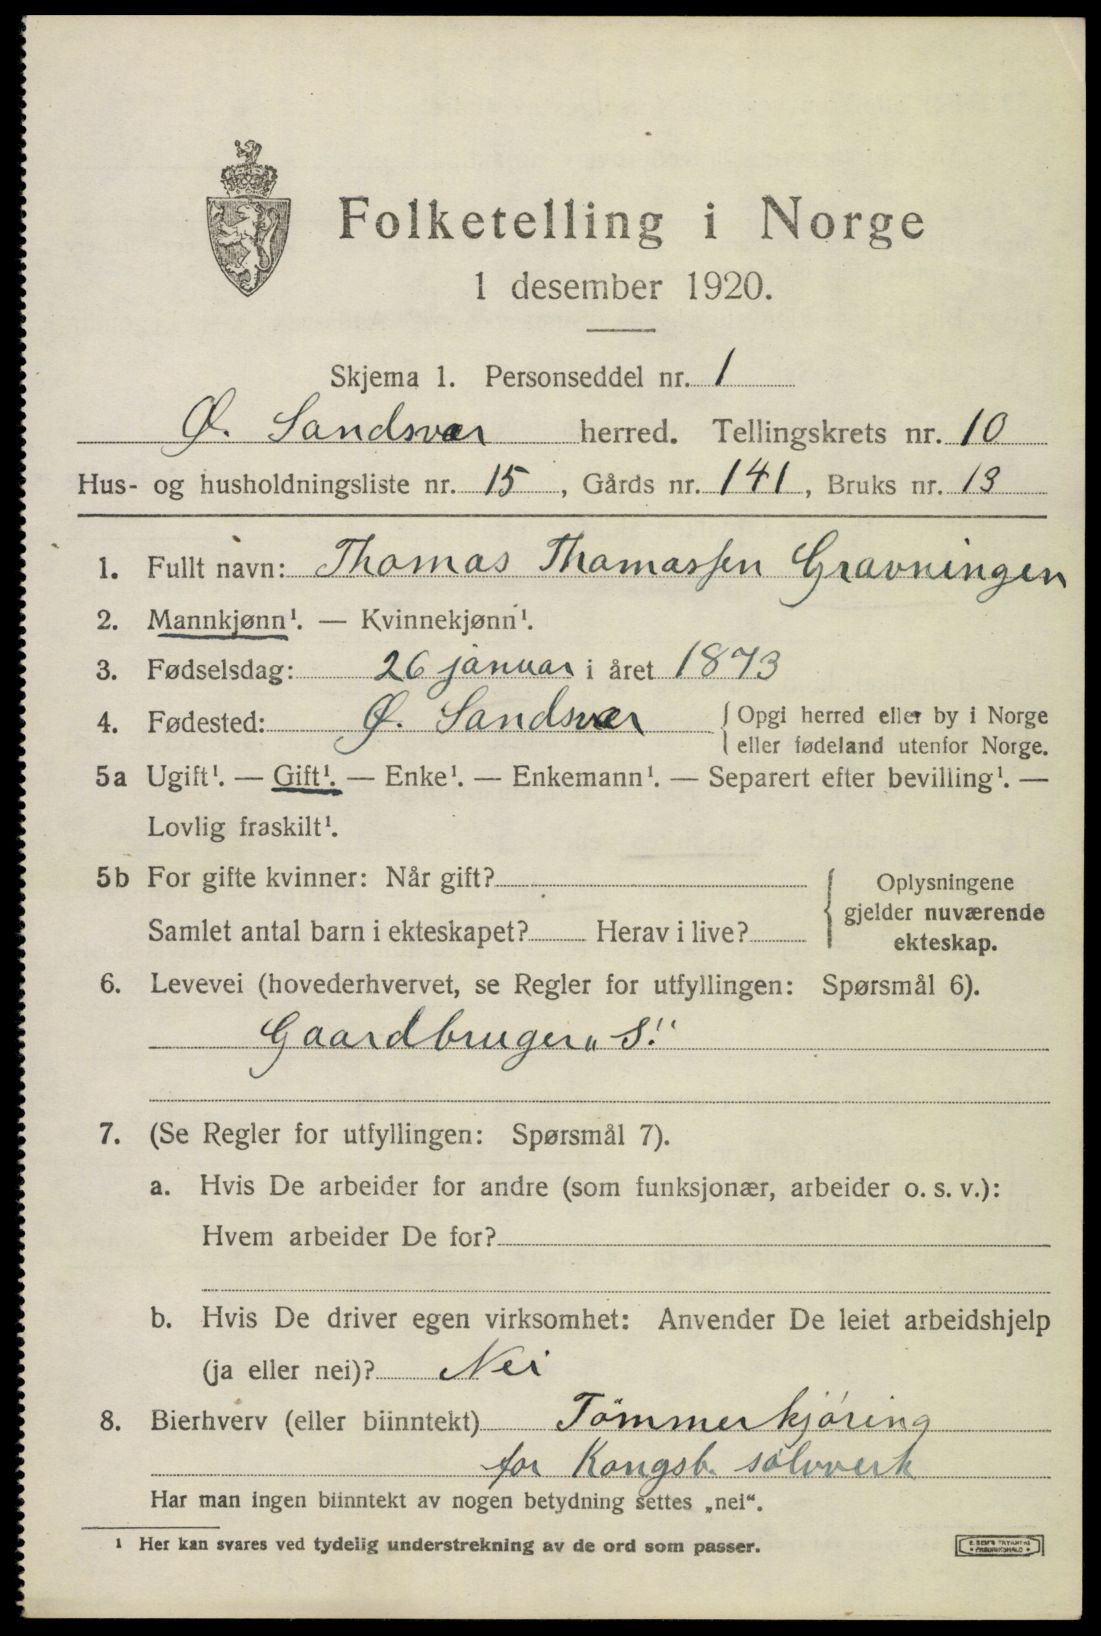 Folketelling i Norge
1 desember 1920.
Skjema 1. Personseddel nr. 1
Ø. Sandsvær herred. Tellingskrets nr. 10
Hus- og husholdningsliste nr. 15, Gårds nr. 141, Bruks nr. 13
1. Fullt navn: Thomas Thomassen Gravningen
2. Mannkjønn¹. — Kvinnekjønn¹.
3. Fødselsdag: 26 januar i året 1873
4. Fødested: Ø. Sandsvær { Opgi herred eller by i Norge
eller fødeland utenfor Norge.
5a Ugift¹. — Gift¹. — Enke¹. — Enkemann¹. — Separert efter bevilling¹. —
Lovlig fraskilt¹.
5b For gifte kvinner: Når gift?
Samlet antal barn i ekteskapet? Herav i live?
Oplysningene
gjelder nuværende
ekteskap.
6. Levevei (hovederhvervet, se Regler for utfyllingen: Spørsmål 6).
Gaardbruger „S."
7. (Se Regler for utfyllingen: Spørsmål 7).
a. Hvis De arbeider for andre (som funksjonær, arbeider o. s. v.):
Hvem arbeider De for?
b. Hvis De driver egen virksomhet: Anvender De leiet arbeidshjelp
(ja eller nei)? Nei
8. Bierhverv (eller biinntekt) Tömmerkjöring
for Kongsb. sölvverk
Har man ingen biinntekt av nogen betydning settes „nei“.
¹ Her kan svares ved tydelig understrekning av de ord som passer.